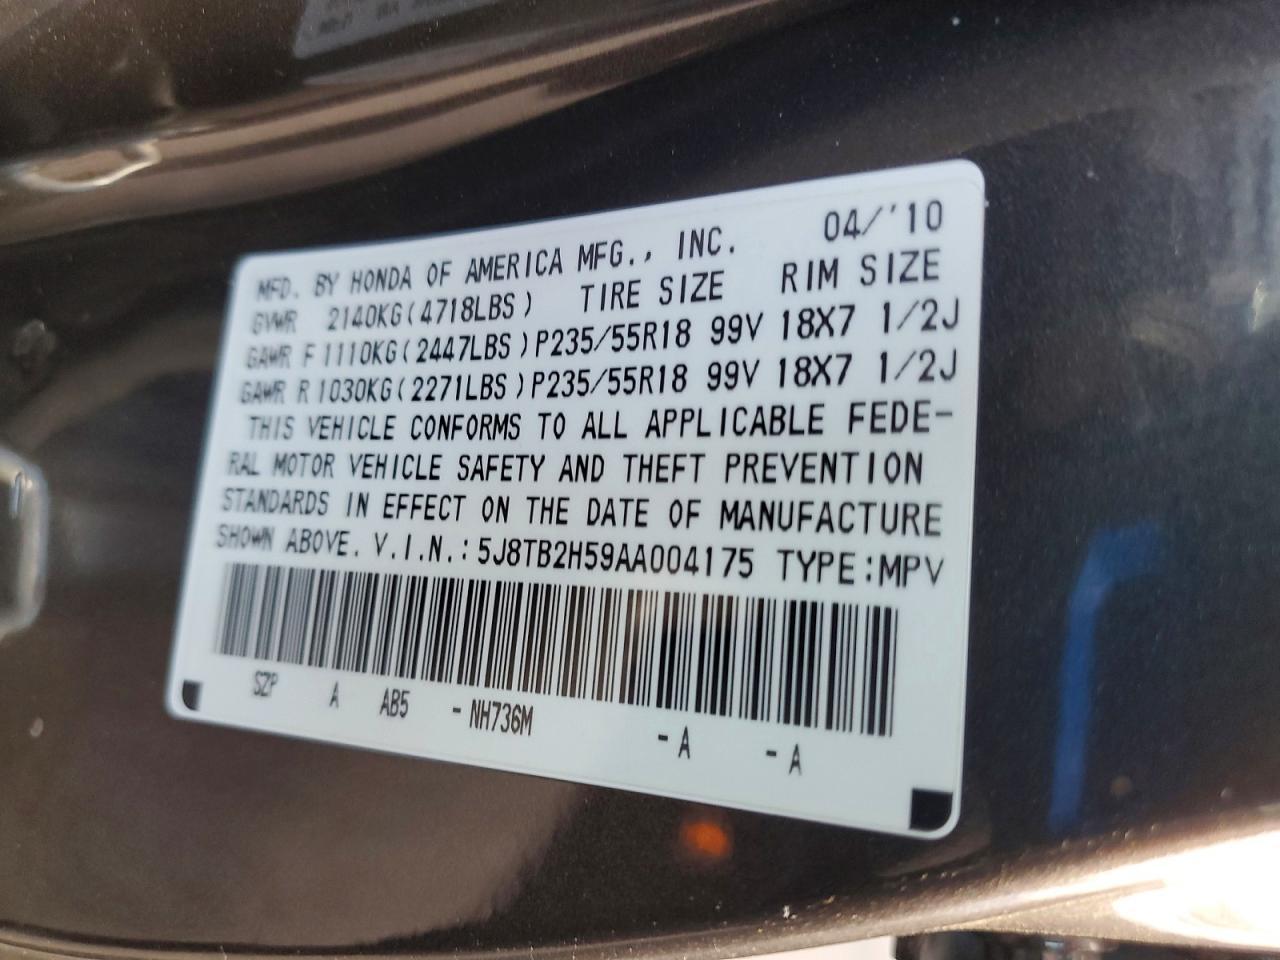 MFD. BY HONDA OF AMERICA MFG., INC. 04/'10
GVWR 2140KG(4718LBS) TIRE SIZE RIM SIZE
GAWR F 1110KG(2447LBS)P235/55R18 99V 18X7 1/2J
GAWR R 1030KG(2271LBS)P235/55R18 99V 18X7 1/2J
THIS VEHICLE CONFORMS TO ALL APPLICABLE FEDE-
RAL MOTOR VEHICLE SAFETY AND THEFT PREVENTION
STANDARDS IN EFFECT ON THE DATE OF MANUFACTURE
SHOWN ABOVE. V.I.N.:5J8TB2H59AA004175 TYPE:MPV
SZP A AB5 -NH736M -A -A